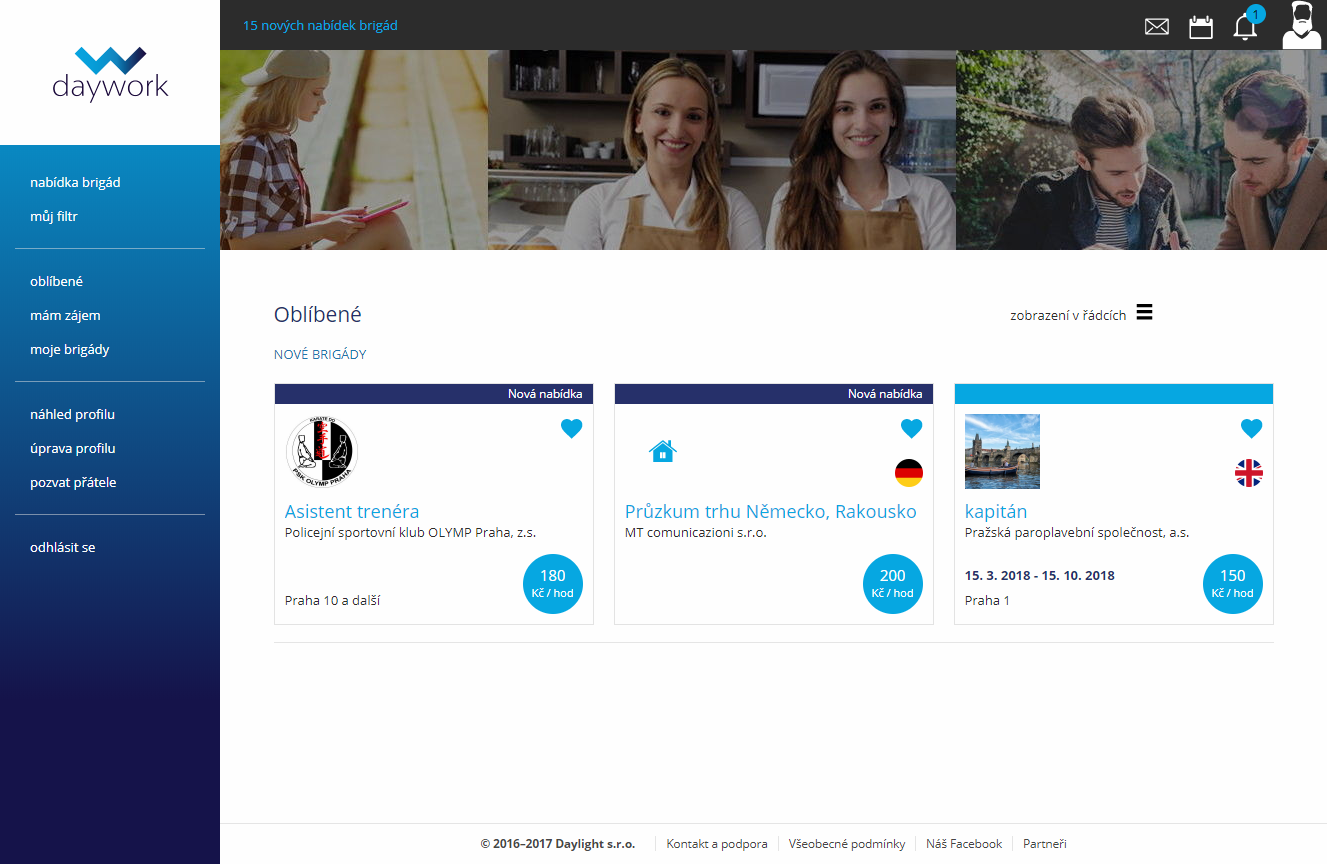 15 nových nabídek brigád
1
daywork
nabídka brigád
můj filtr
oblíbené
mám zájem
moje brigády
náhled profilu
úprava profilu
pozvat přátele
odhlásit se
Oblíbené
zobrazení v řádcích
NOVÉ BRIGÁDY
Nová nabídka
KARATE DO
PSK OLYMP PRAHA
Asistent trenéra
Policejní sportovní klub OLYMP Praha, z.s.
180
Kč / hod
Praha 10 a další
Nová nabídka
Průzkum trhu Německo, Rakousko
MT comunicazioni s.r.o.
200
Kč / hod
kapitán
Pražská paroplavební společnost, a.s.
15. 3. 2018 - 15. 10. 2018
150
Kč / hod
Praha 1
© 2016–2017 Daylight s.r.o.
Kontakt a podpora
Všeobecné podmínky
Náš Facebook
Partneři